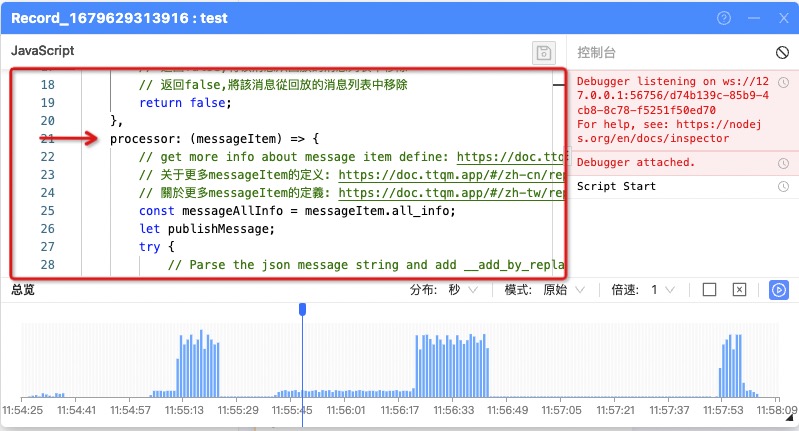 Record_1679629313916 : test
JavaScript
18 // 返回false,將該消息從回放的消息列表中移除
19 return false;
20 },
21 processor: (messageItem) => {
22 // get more info about message item define: https://doc.ttq
23 // 关于更多messageItem的定义: https://doc.ttqm.app/#/zh-cn/rep
24 // 關於更多messageItem的定義: https://doc.ttqm.app/#/zh-tw/rep
25 const messageAllInfo = messageItem.all_info;
26 let publishMessage;
27 try {
28 // Parse the json message string and add __add_by_repla
控制台
Debugger listening on ws://12
7.0.0.1:56756/d74b139c-85b9-4
cb8-8c78-f5251f50ed70
For help, see: https://nodej
s.org/en/docs/inspector
Debugger attached.
Script Start
总览 分布: 秒 模式: 原始 倍速: 1
11:54:25 11:54:41 11:54:57 11:55:13 11:55:29 11:55:45 11:56:01 11:56:17 11:56:33 11:56:49 11:57:05 11:57:21 11:57:37 11:57:53 11:58:09